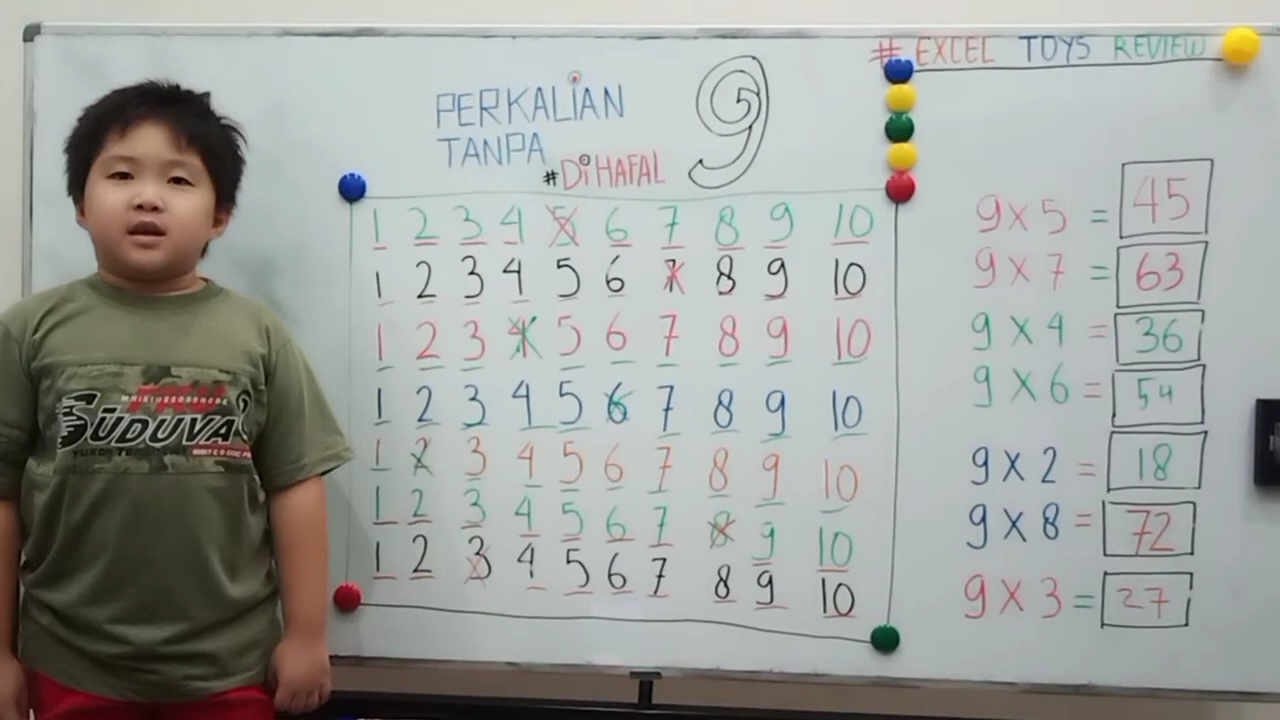 # EXCEL TOYS REVIEW
PERKALIAN 9
TANPA
#DiHAFAL
1 2 3 4 5 6 7 8 9 10
1 2 3 4 5 6 7 8 9 10
1 2 3 4 5 6 7 8 9 10
1 2 3 4 5 6 7 8 9 10
1 2 3 4 5 6 7 8 9 10
1 2 3 4 5 6 7 8 9 10
1 2 3 4 5 6 7 8 9 10
9 X 5 = 45
9 X 7 = 63
9 X 4 = 36
9 X 6 = 54
9 X 2 = 18
9 X 8 = 72
9 X 3 = 27
SÜDUVA